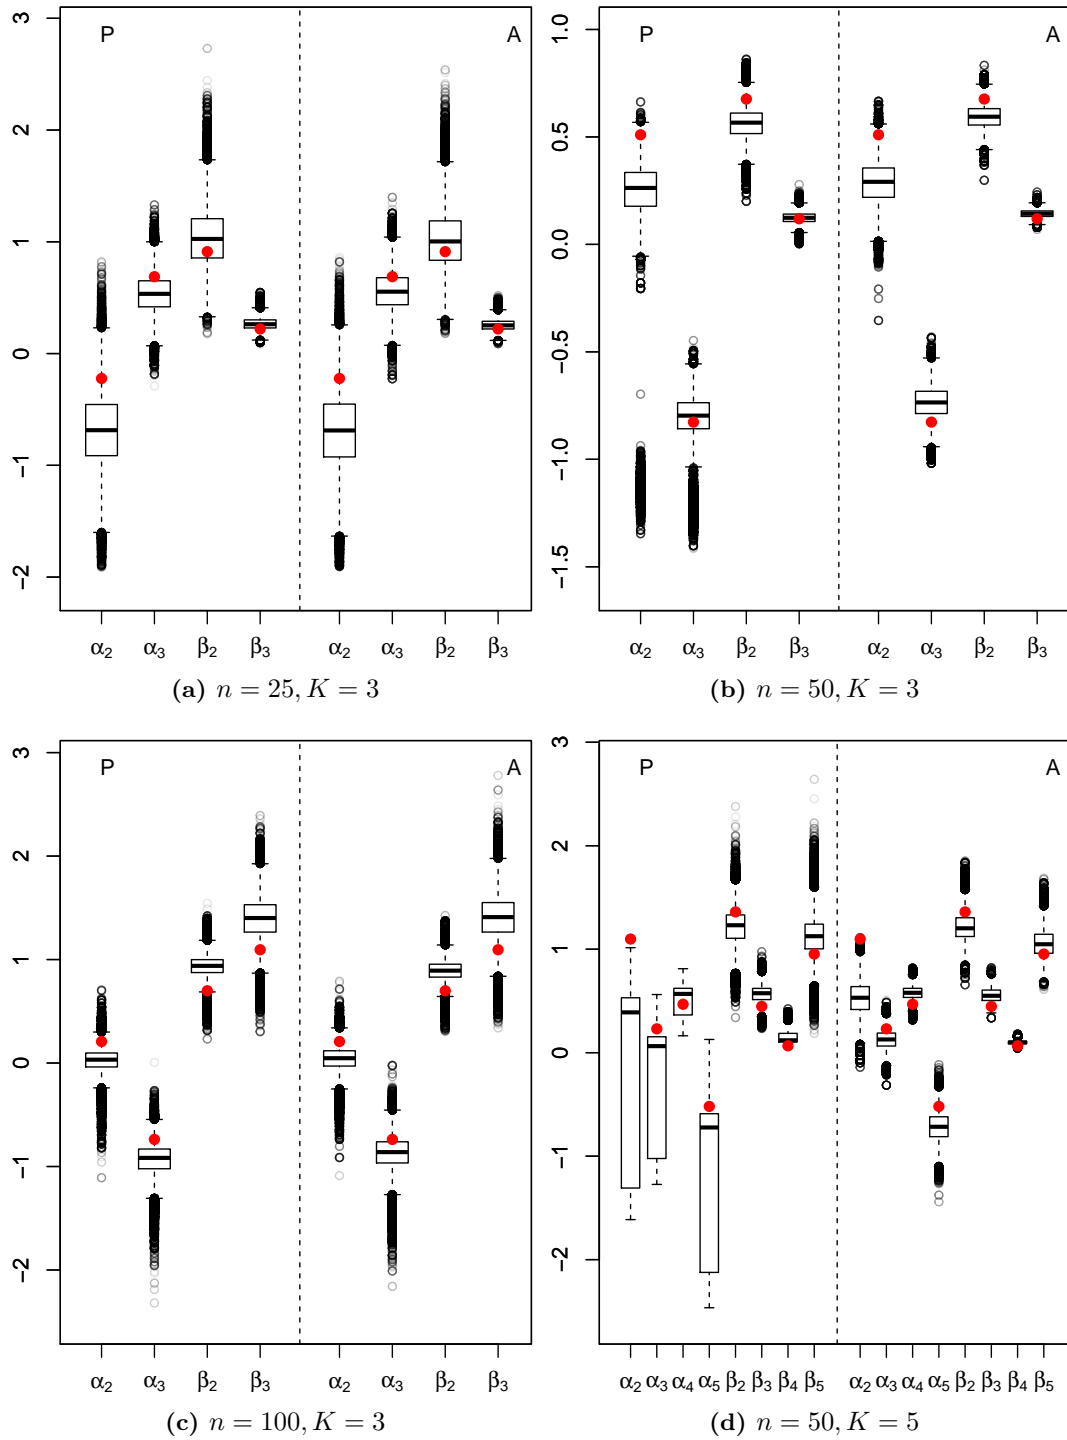 P A
3
2
1
0
−1
−2
α2 α3 β2 β3 α2 α3 β2 β3
(a) n = 25, K = 3
P A
1.0
0.5
0.0
−0.5
−1.0
−1.5
α2 α3 β2 β3 α2 α3 β2 β3
(b) n = 50, K = 3
P A
3
2
1
0
−1
−2
α2 α3 β2 β3 α2 α3 β2 β3
(c) n = 100, K = 3
P A
3
2
1
0
−1
−2
α2 α3 α4 α5 β2 β3 β4 β5 α2 α3 α4 α5 β2 β3 β4 β5
(d) n = 50, K = 5